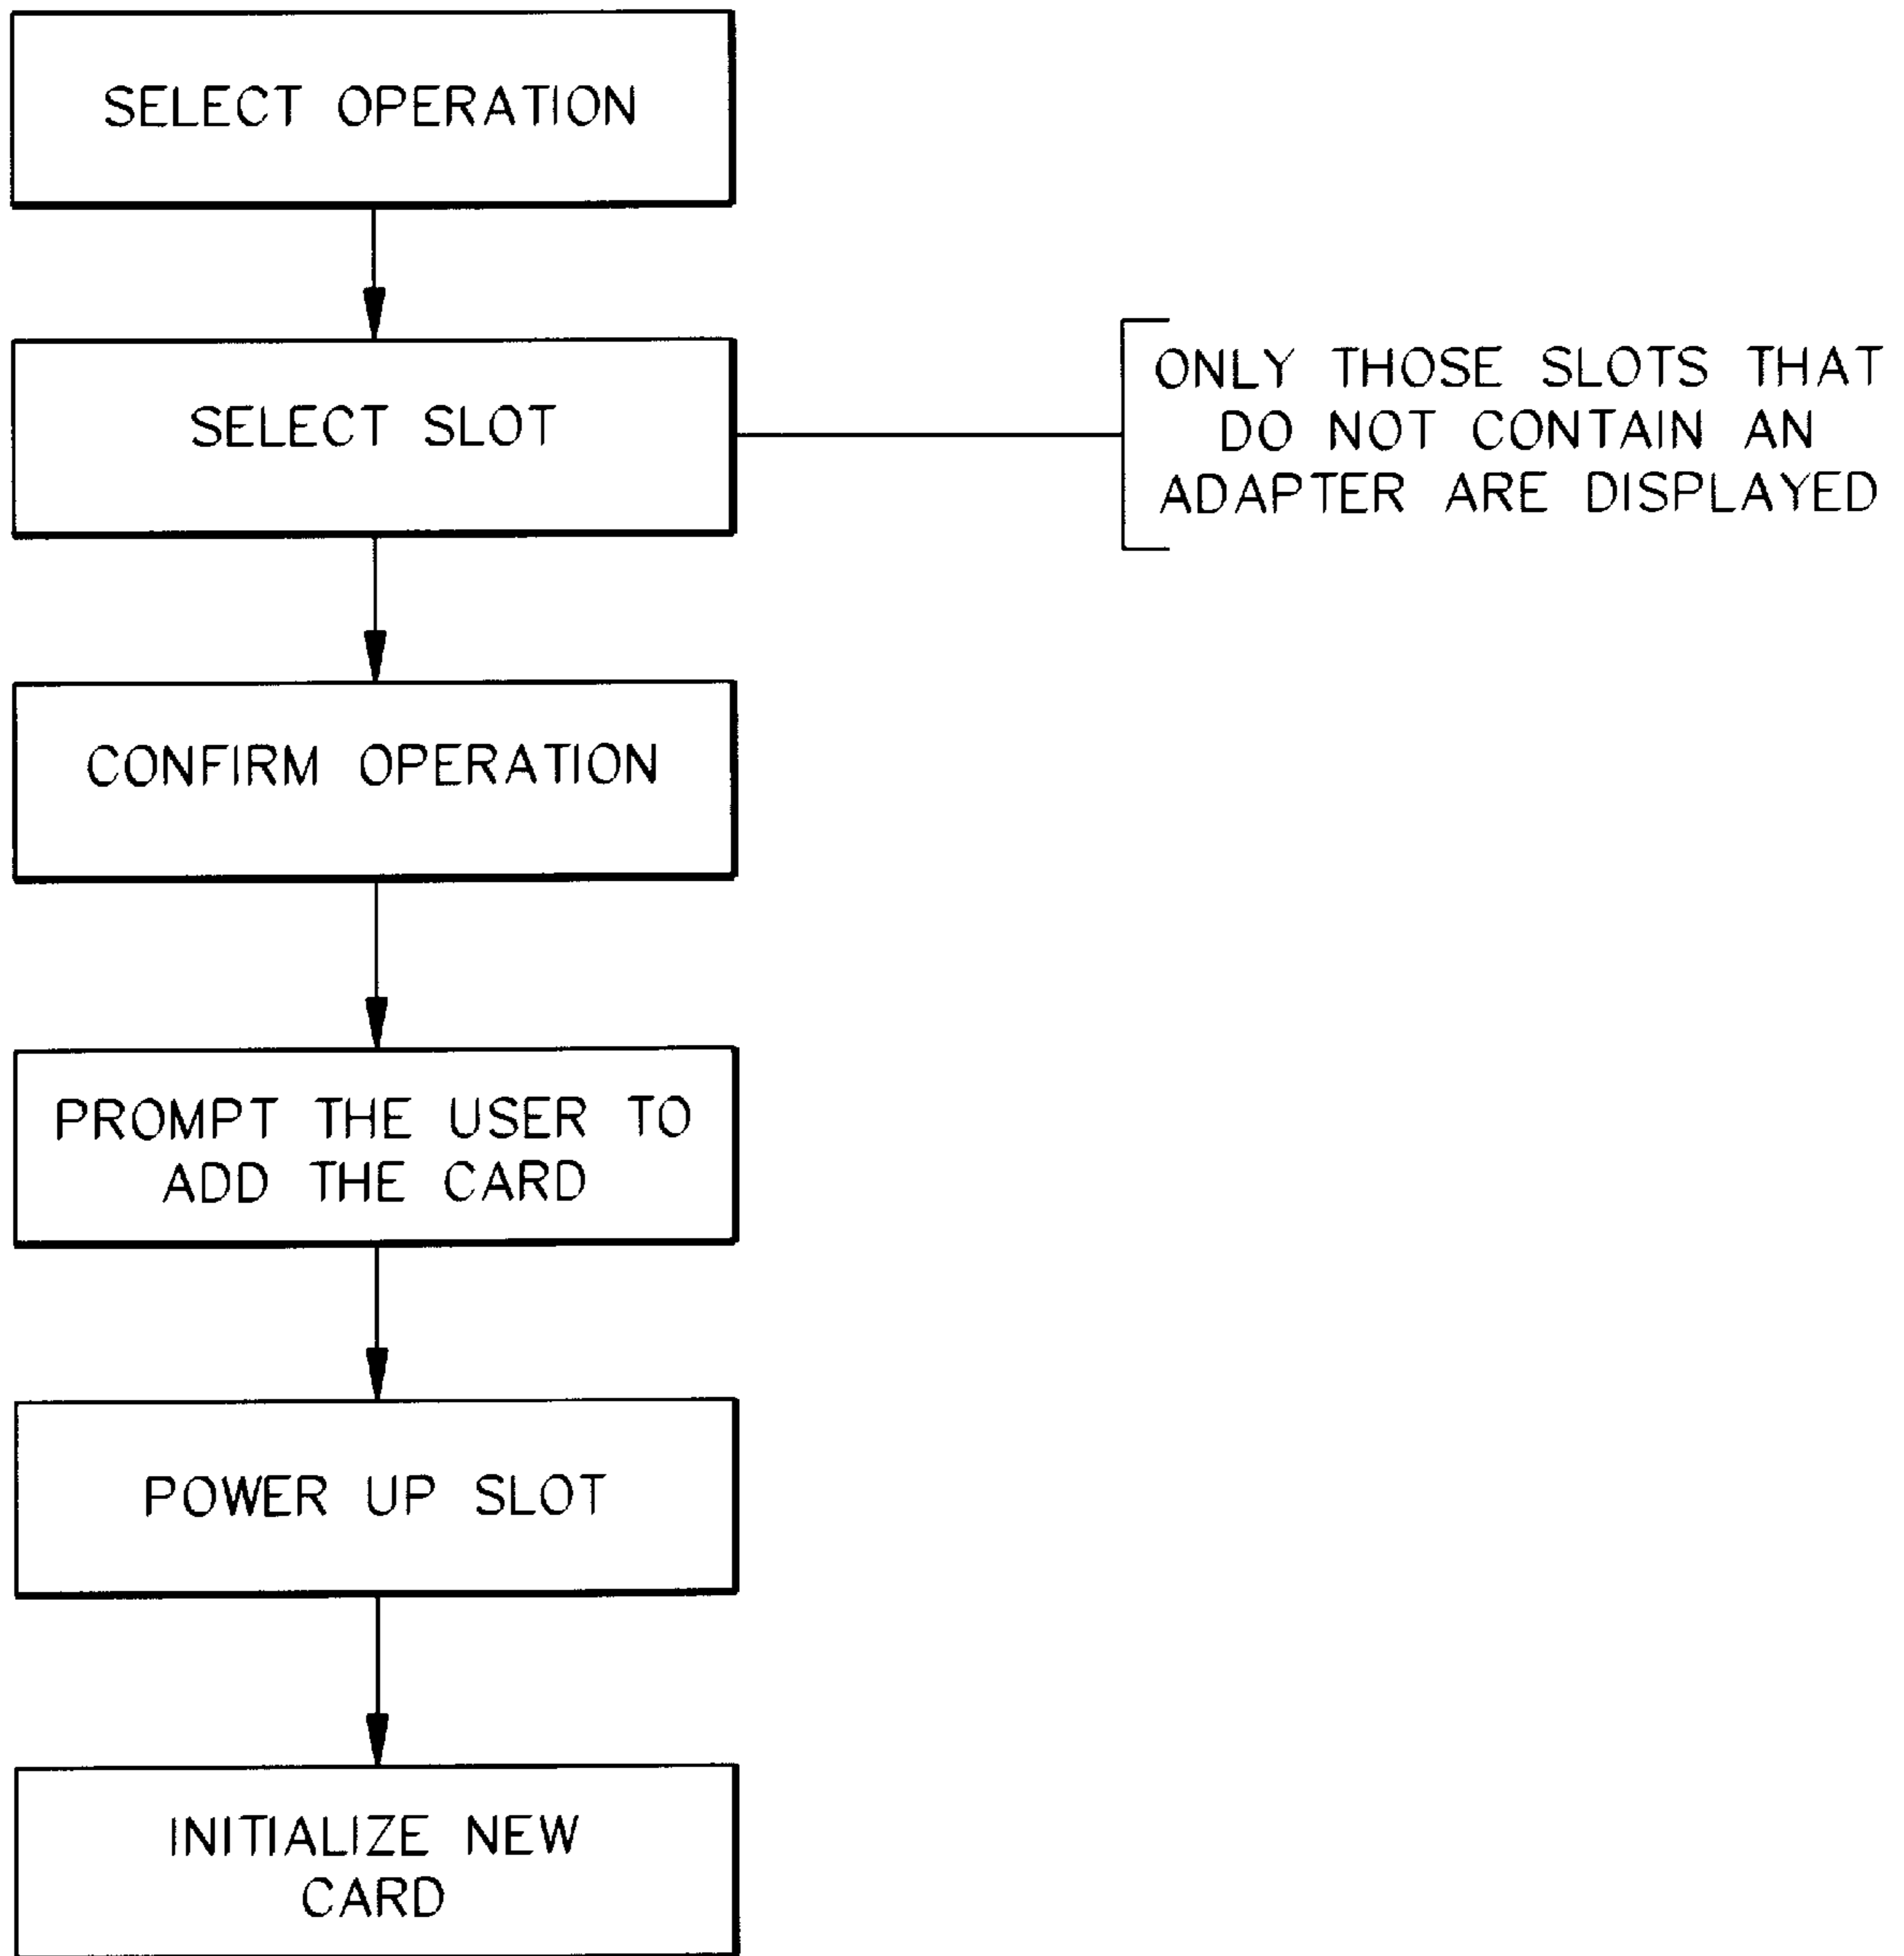 SELECT OPERATION
SELECT SLOT
ONLY THOSE SLOTS THAT
DO NOT CONTAIN AN
ADAPTER ARE DISPLAYED
CONFIRM OPERATION
PROMPT THE USER TO
ADD THE CARD
POWER UP SLOT
INITIALIZE NEW
CARD